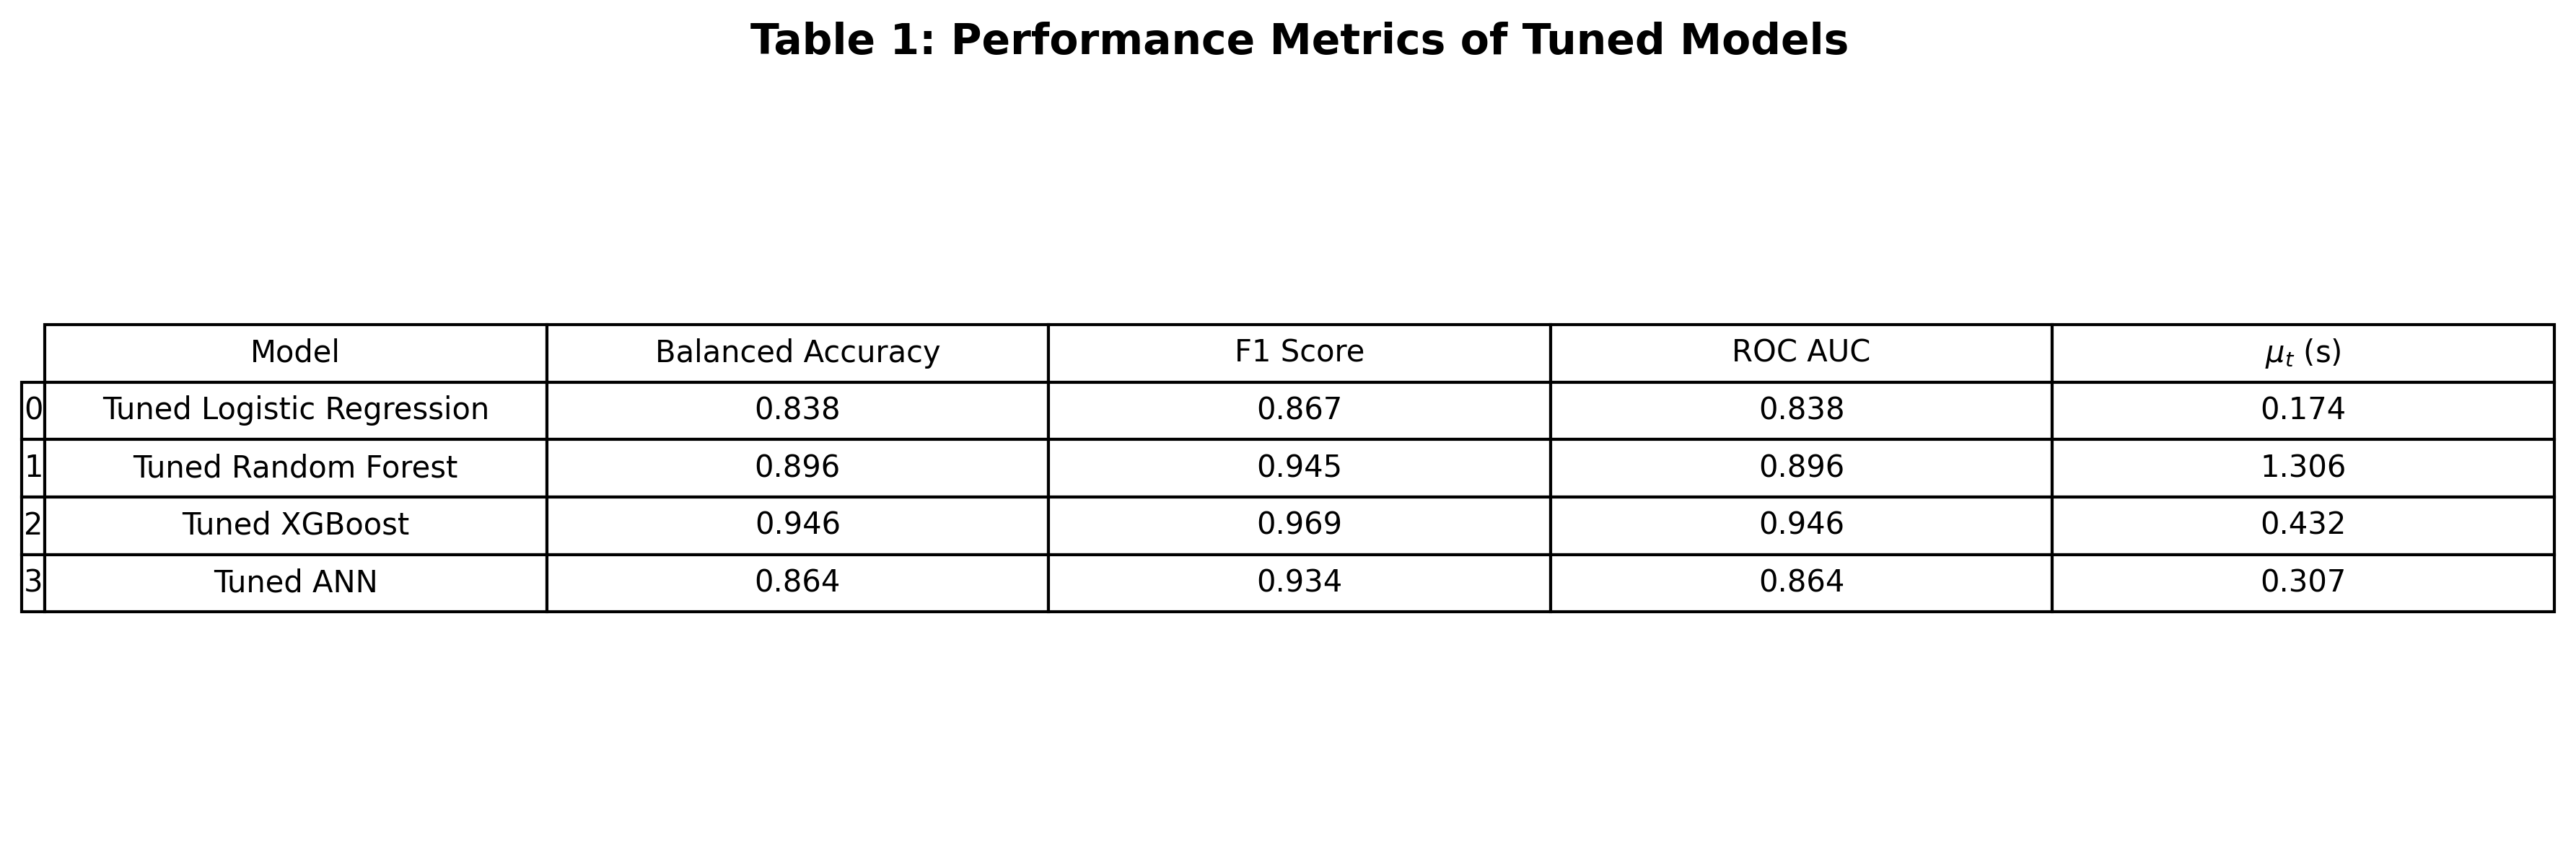 Table 1: Performance Metrics of Tuned Models
Model Balanced Accuracy F1 Score ROC AUC μt (s)
0 Tuned Logistic Regression 0.838 0.867 0.838 0.174
1 Tuned Random Forest 0.896 0.945 0.896 1.306
2 Tuned XGBoost 0.946 0.969 0.946 0.432
3 Tuned ANN 0.864 0.934 0.864 0.307